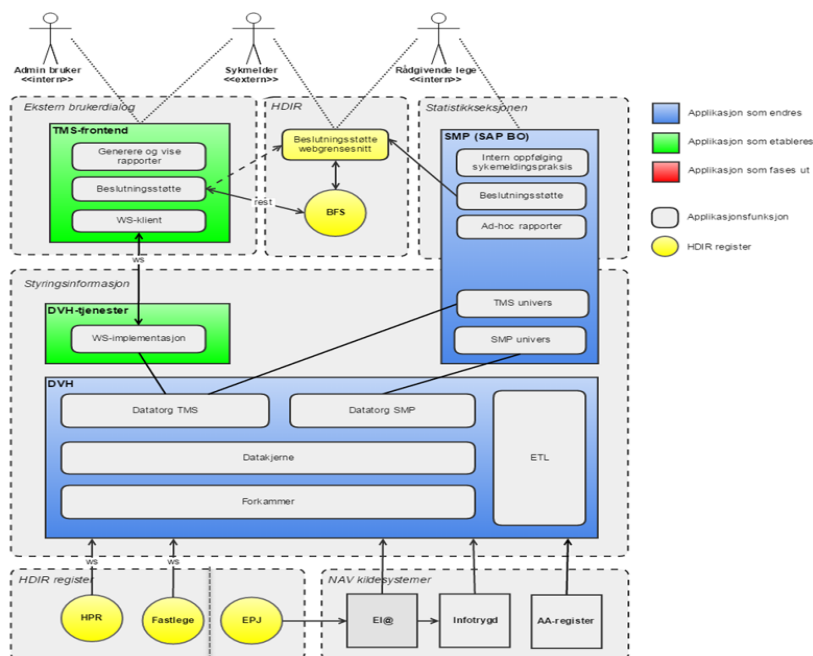 Admin bruker
<<intern>>
Sykmelder
<<extern>>
Rådgivende lege
<<intern>>
Ekstern brukerdialog
HDIR
Statistikkseksjonen
TMS-frontend
Generere og vise
rapporter
Beslutningsstøtte
WS-klient
Beslutningsstøtte
webgrensesnitt
rest
BFS
SMP (SAP BO)
Intern oppfølging
sykemeldingspraksis
Beslutningsstøtte
Ad-hoc rapporter
TMS univers
SMP univers
Applikasjon som endres
Applikasjon som etableres
Applikasjon som fases ut
Applikasjonsfunksjon
HDIR register
ws
Styringsinformasjon
DVH-tjenester
WS-implementasjon
DVH
Datatorg TMS
Datatorg SMP
ETL
Datakjerne
Forkammer
ws
ws
HDIR register
NAV kildesystemer
HPR
Fastlege
EPJ
EI@
Infotrygd
AA-register